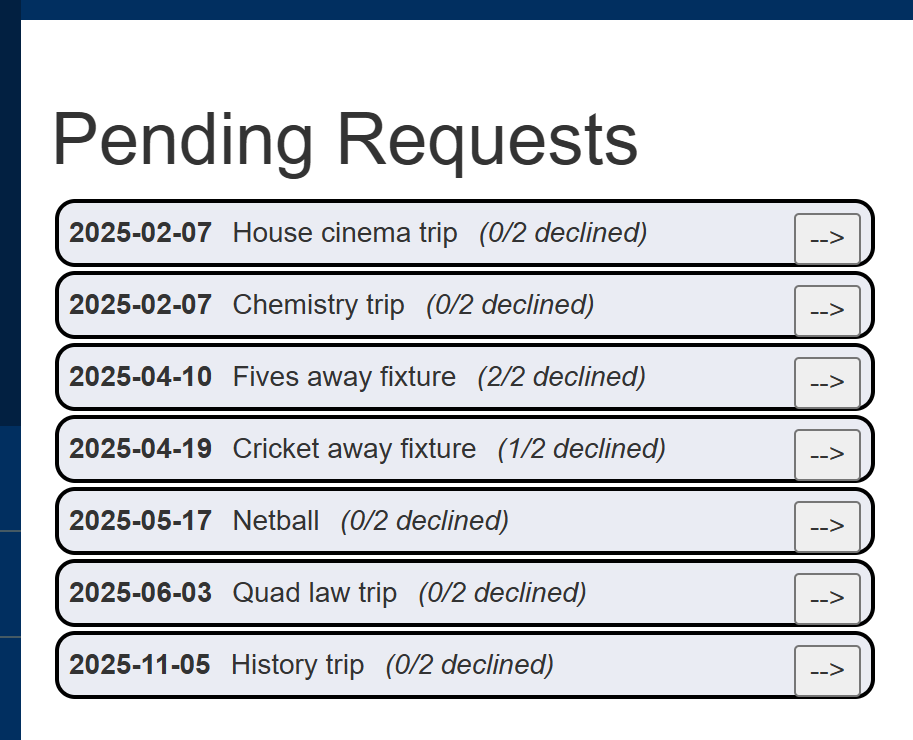 Pending Requests
2025-02-07 House cinema trip (0/2 declined) -->
2025-02-07 Chemistry trip (0/2 declined) -->
2025-04-10 Fives away fixture (2/2 declined) -->
2025-04-19 Cricket away fixture (1/2 declined) -->
2025-05-17 Netball (0/2 declined) -->
2025-06-03 Quad law trip (0/2 declined) -->
2025-11-05 History trip (0/2 declined) -->